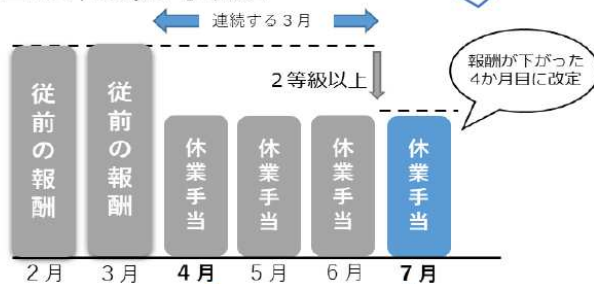 連続する3月
2等級以上
報酬が下がった
4か月目に改定
従前の報酬
従前の報酬
休業手当
休業手当
休業手当
休業手当
2月
3月
4月
5月
6月
7月